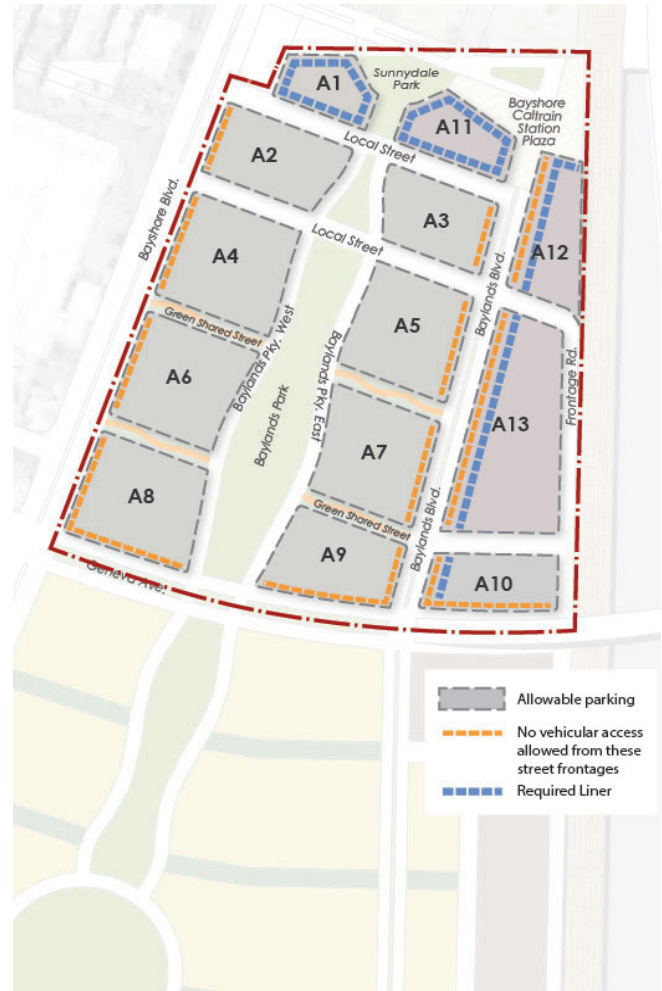 Sunnydale
Park
A1
A11
Bayshore
Caltrain
Station
Plaza
Local Street
A2
A3
Bayshore Blvd.
Local Street
A4
A12
Baylands Blvd.
Green Shared Street
Baylands Pky. West
A5
Frontage Rd.
Baylands Pky. East
A6
Baylands Park
A13
A7
A8
Green Shared Street
Baylands Blvd.
A9
A10
Geneva Ave.
Allowable parking
No vehicular access
allowed from these
street frontages
Required Liner